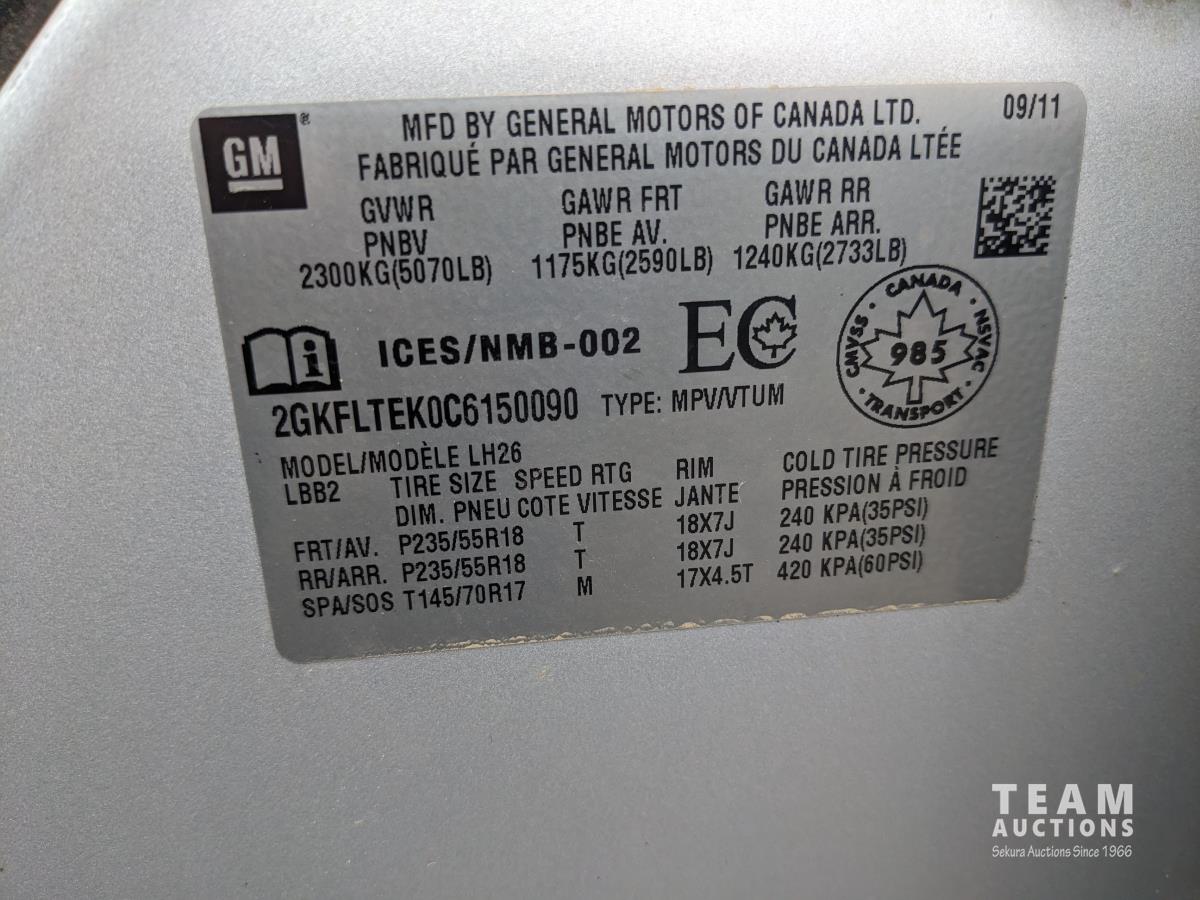 GM®
MFD BY GENERAL MOTORS OF CANADA LTD. 09/11
FABRIQUÉ PAR GENERAL MOTORS DU CANADA LTÉE
GVWR GAWR FRT GAWR RR
PNBV PNBE AV. PNBE ARR.
2300KG(5070LB) 1175KG(2590LB) 1240KG(2733LB)
ICES/NMB-002 EC
CANADA
CMVSS 985 NSVAC
TRANSPORT
2GKFLTEK0C6150090 TYPE: MPV/VTUM
MODEL/MODÈLE LH26
LBB2 TIRE SIZE SPEED RTG RIM COLD TIRE PRESSURE
DIM. PNEU COTE VITESSE JANTE PRESSION À FROID
FRT/AV. P235/55R18 T 18X7J 240 KPA(35PSI)
RR/ARR. P235/55R18 T 18X7J 240 KPA(35PSI)
SPA/SOS T145/70R17 M 17X4.5T 420 KPA(60PSI)
TEAM
AUCTIONS
Sekura Auctions Since 1966